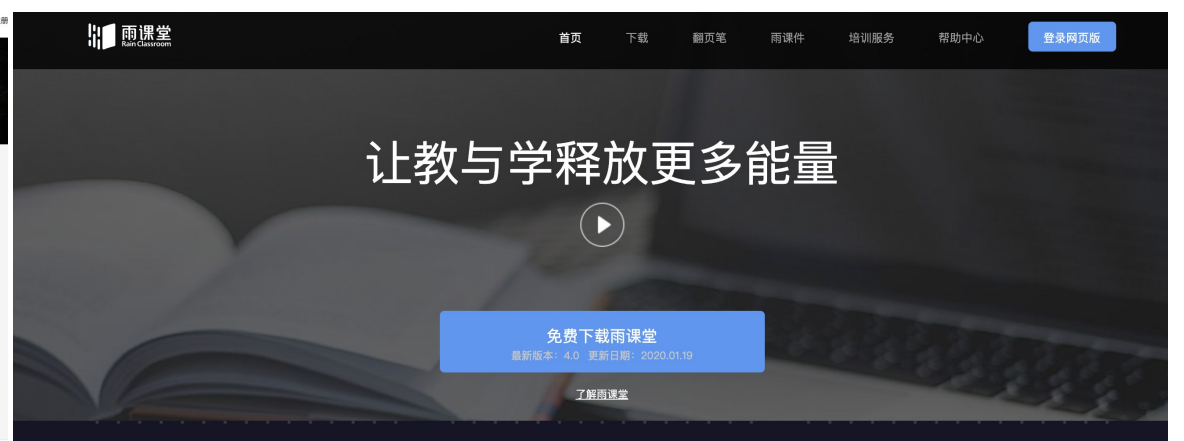 册
雨课堂
Rain Classroom
首页 下载 翻页笔 雨课件 培训服务 帮助中心 登录网页版
让教与学释放更多能量
免费下载雨课堂
最新版本：4.0 更新日期：2020.01.19
了解雨课堂